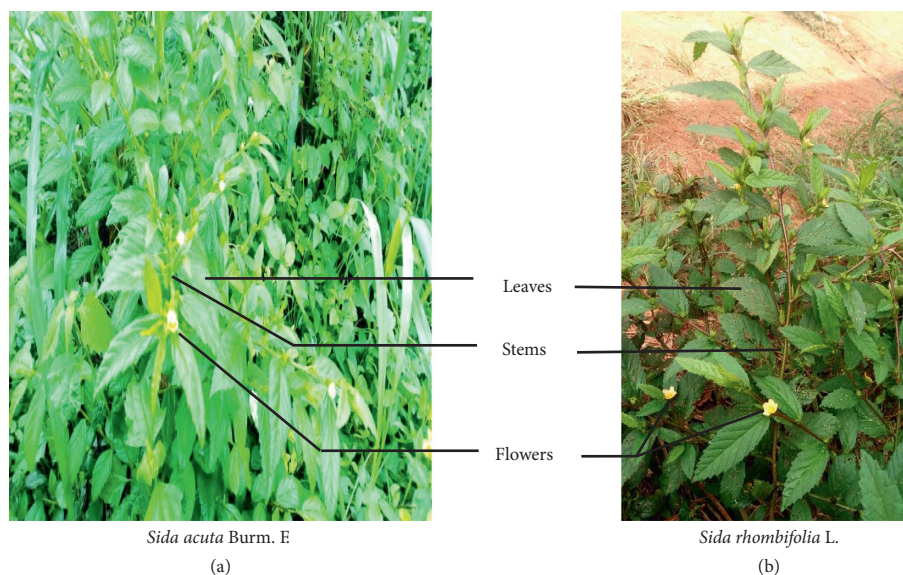 Leaves
Stems
Flowers
Sida acuta Burm. F.
Sida rhombifolia L.
(a)
(b)